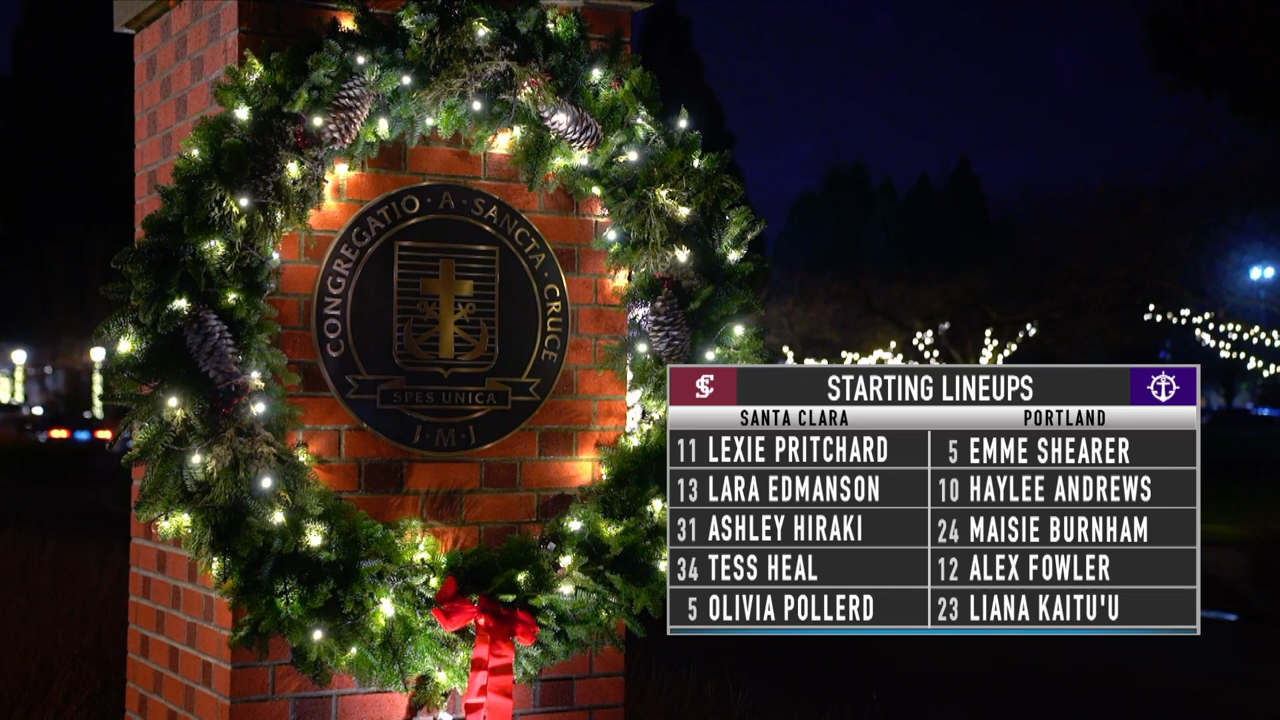 CONGREGATIO · A · SANCTA · CRUCE
SPES UNICA
J·M·J
SC
STARTING LINEUPS
SANTA CLARA
PORTLAND
11 LEXIE PRITCHARD
5 EMME SHEARER
13 LARA EDMANSON
10 HAYLEE ANDREWS
31 ASHLEY HIRAKI
24 MAISIE BURNHAM
34 TESS HEAL
12 ALEX FOWLER
5 OLIVIA POLLERD
23 LIANA KAITU'U